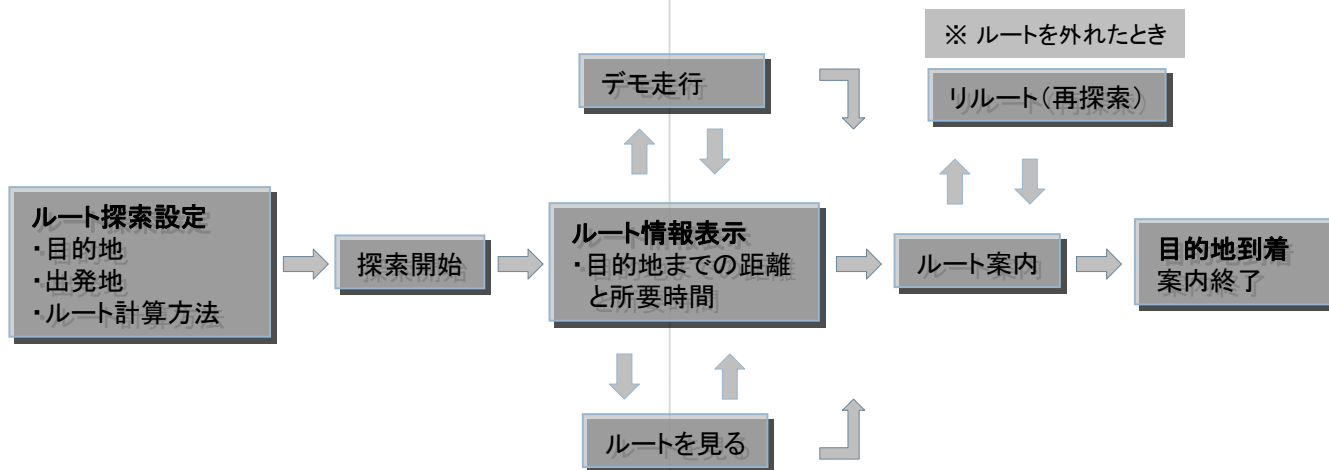 ※ ルートを外れたとき
デモ走行
リルート(再探索)
ルート探索設定
・目的地
・出発地
・ルート計算方法
探索開始
ルート情報表示
・目的地までの距離
と所要時間
ルート案内
目的地到着
案内終了
ルートを見る